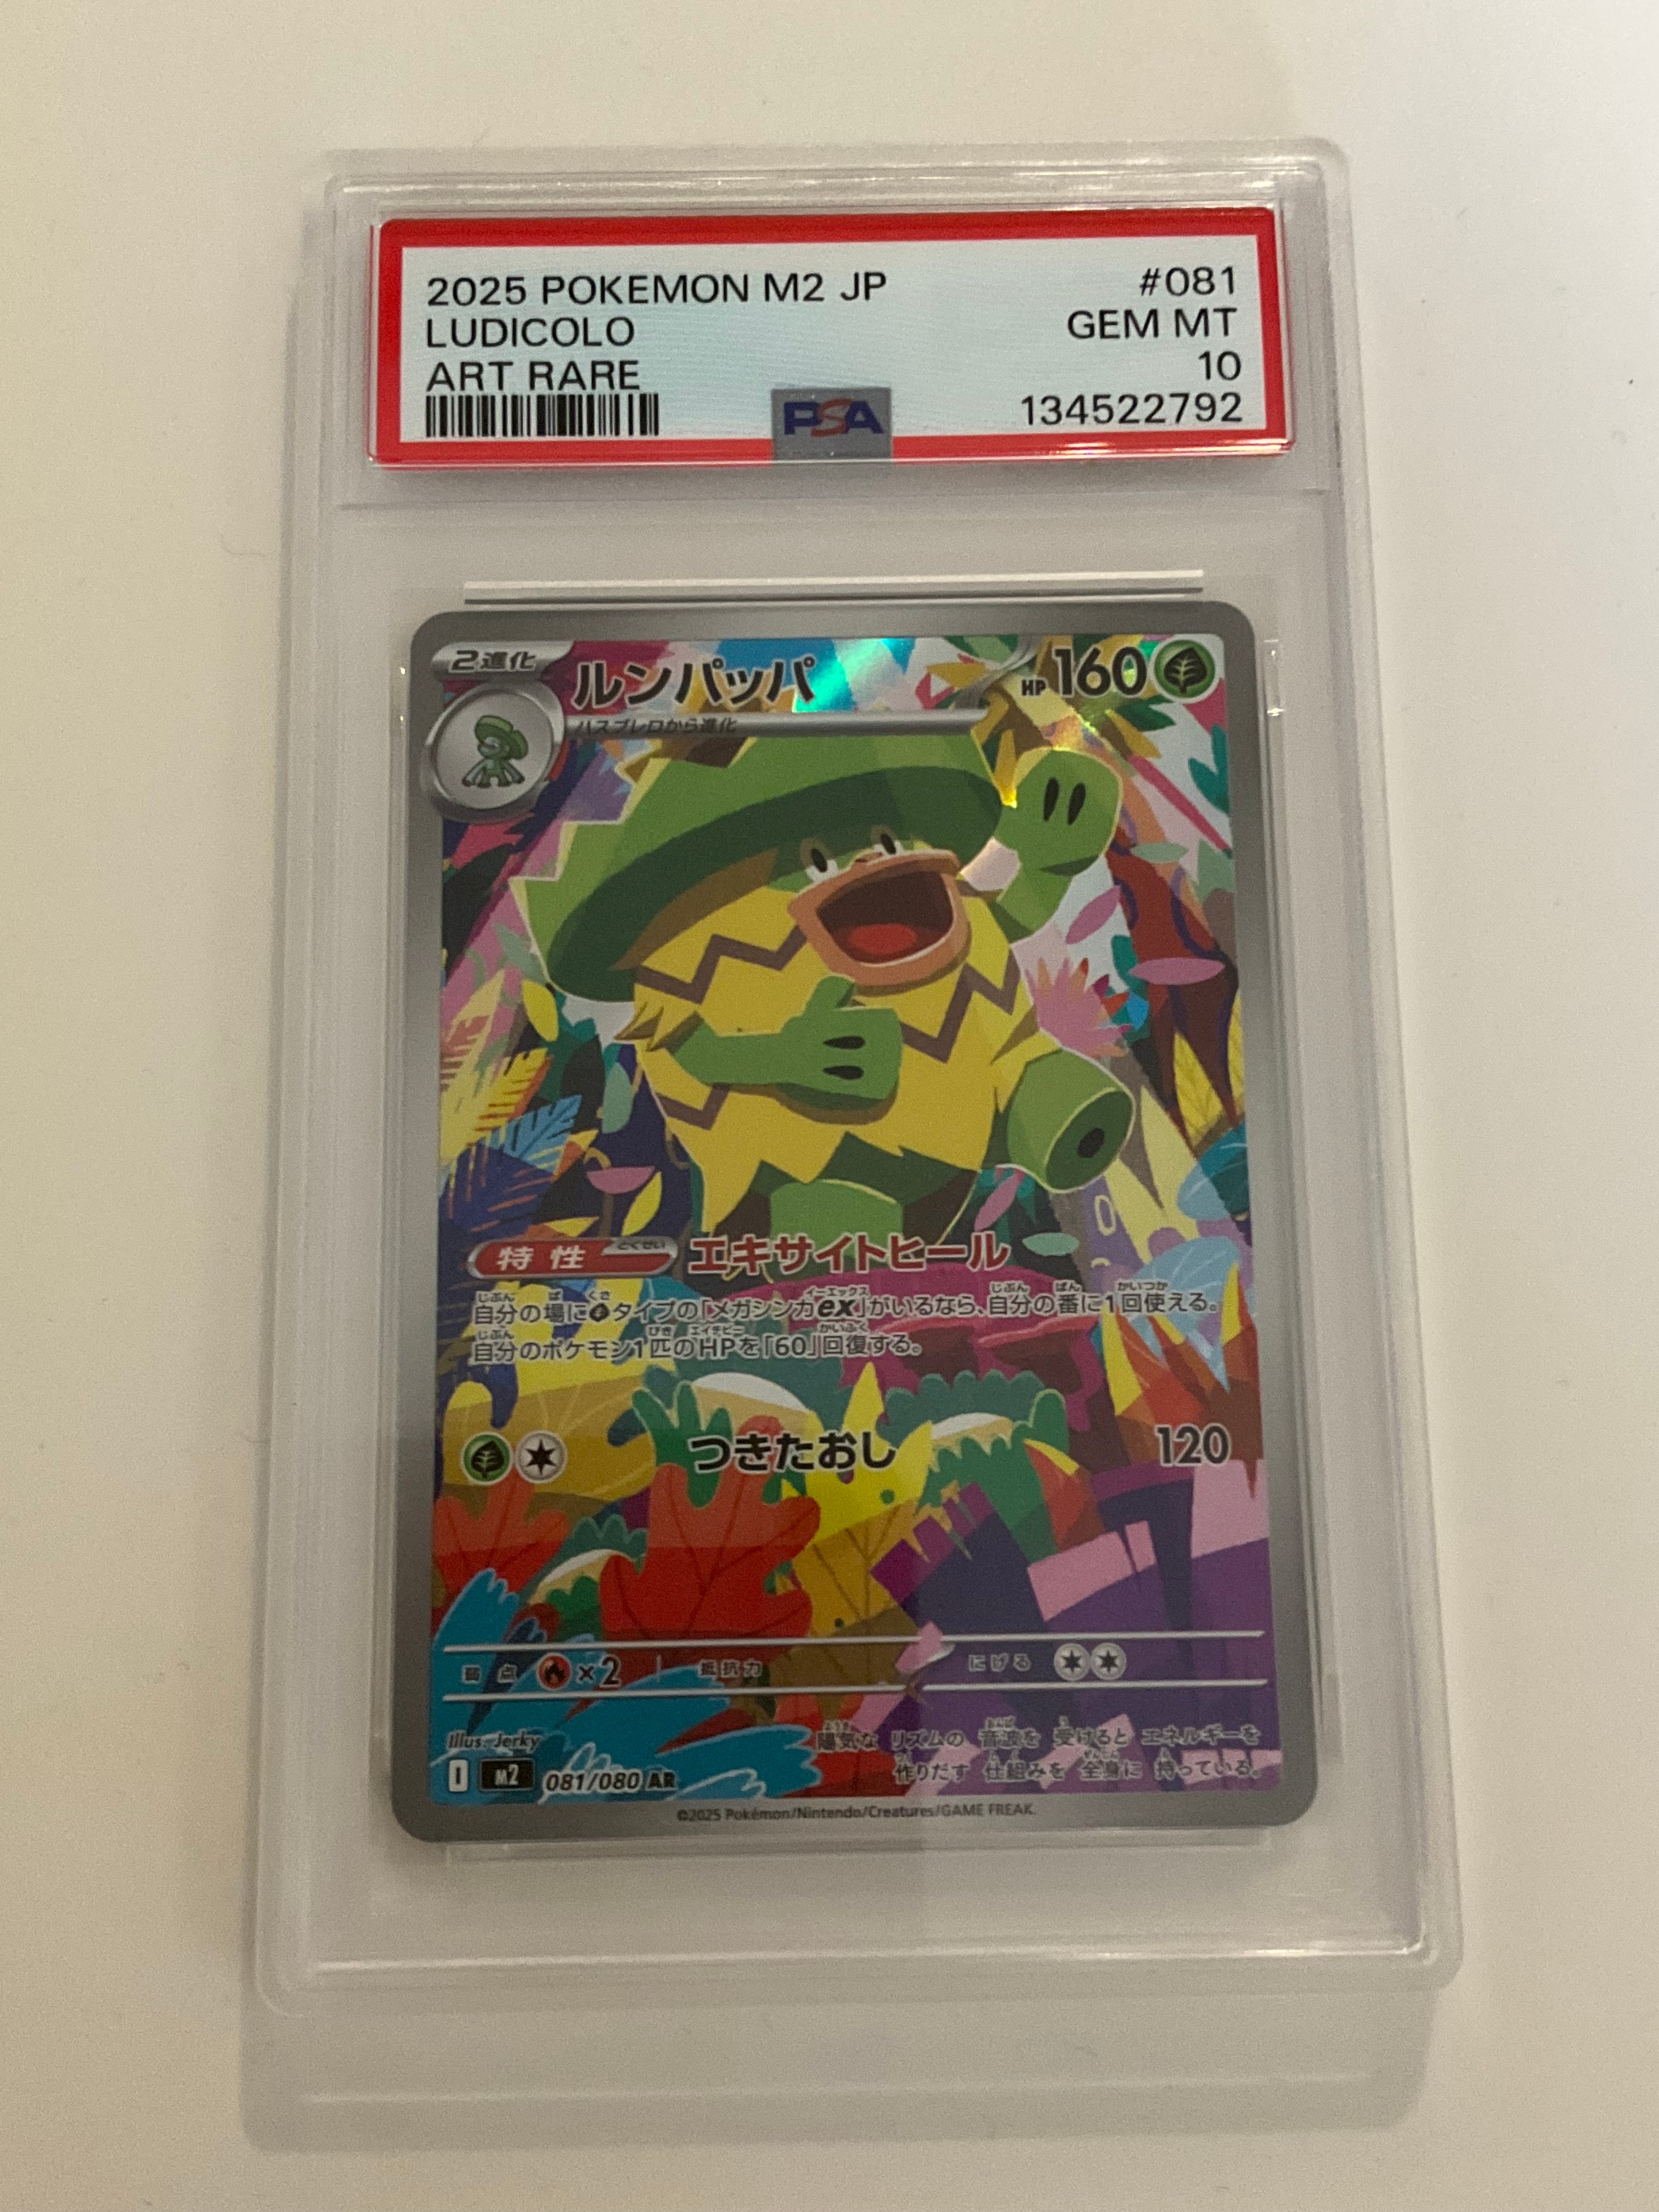 2025 POKEMON M2 JP #081
LUDICOLO GEM MT
ART RARE 10
PSA 134522792
2進化 ルンパッパ HP 160
ハスブレロから進化
特性 とくせい エキサイトヒール
自分の場にタイプの「メガシンカex」がいるなら、自分の番に1回使える。
自分のポケモン1匹のHPを「60」回復する。
つきたおし 120
弱点 ×2 抵抗力 にげる
Illus. Jerky
陽気な リズムの 音波を 受けると エネルギーを
作りだす 仕組みを 全身に 持っている。
I M2 081/080 AR
©2025 Pokémon/Nintendo/Creatures/GAME FREAK.